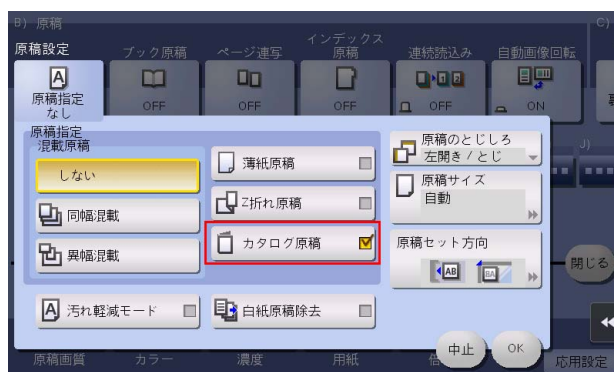 B) 原稿
C)
原稿設定
ブック原稿
ページ連写
インデックス
原稿
連続読込み
自動画像回転
原稿指定
なし
OFF
OFF
OFF
OFF
ON
原稿指定
混載原稿
しない
同幅混載
異幅混載
薄紙原稿
Z折れ原稿
カタログ原稿
原稿のとじしろ
左開き / とじ
原稿サイズ
自動
原稿セット方向
AB
BA
J)
閉じる
汚れ軽減モード
白紙原稿除去
中止
OK
原稿画質
カラー
濃度
用紙
応用設定